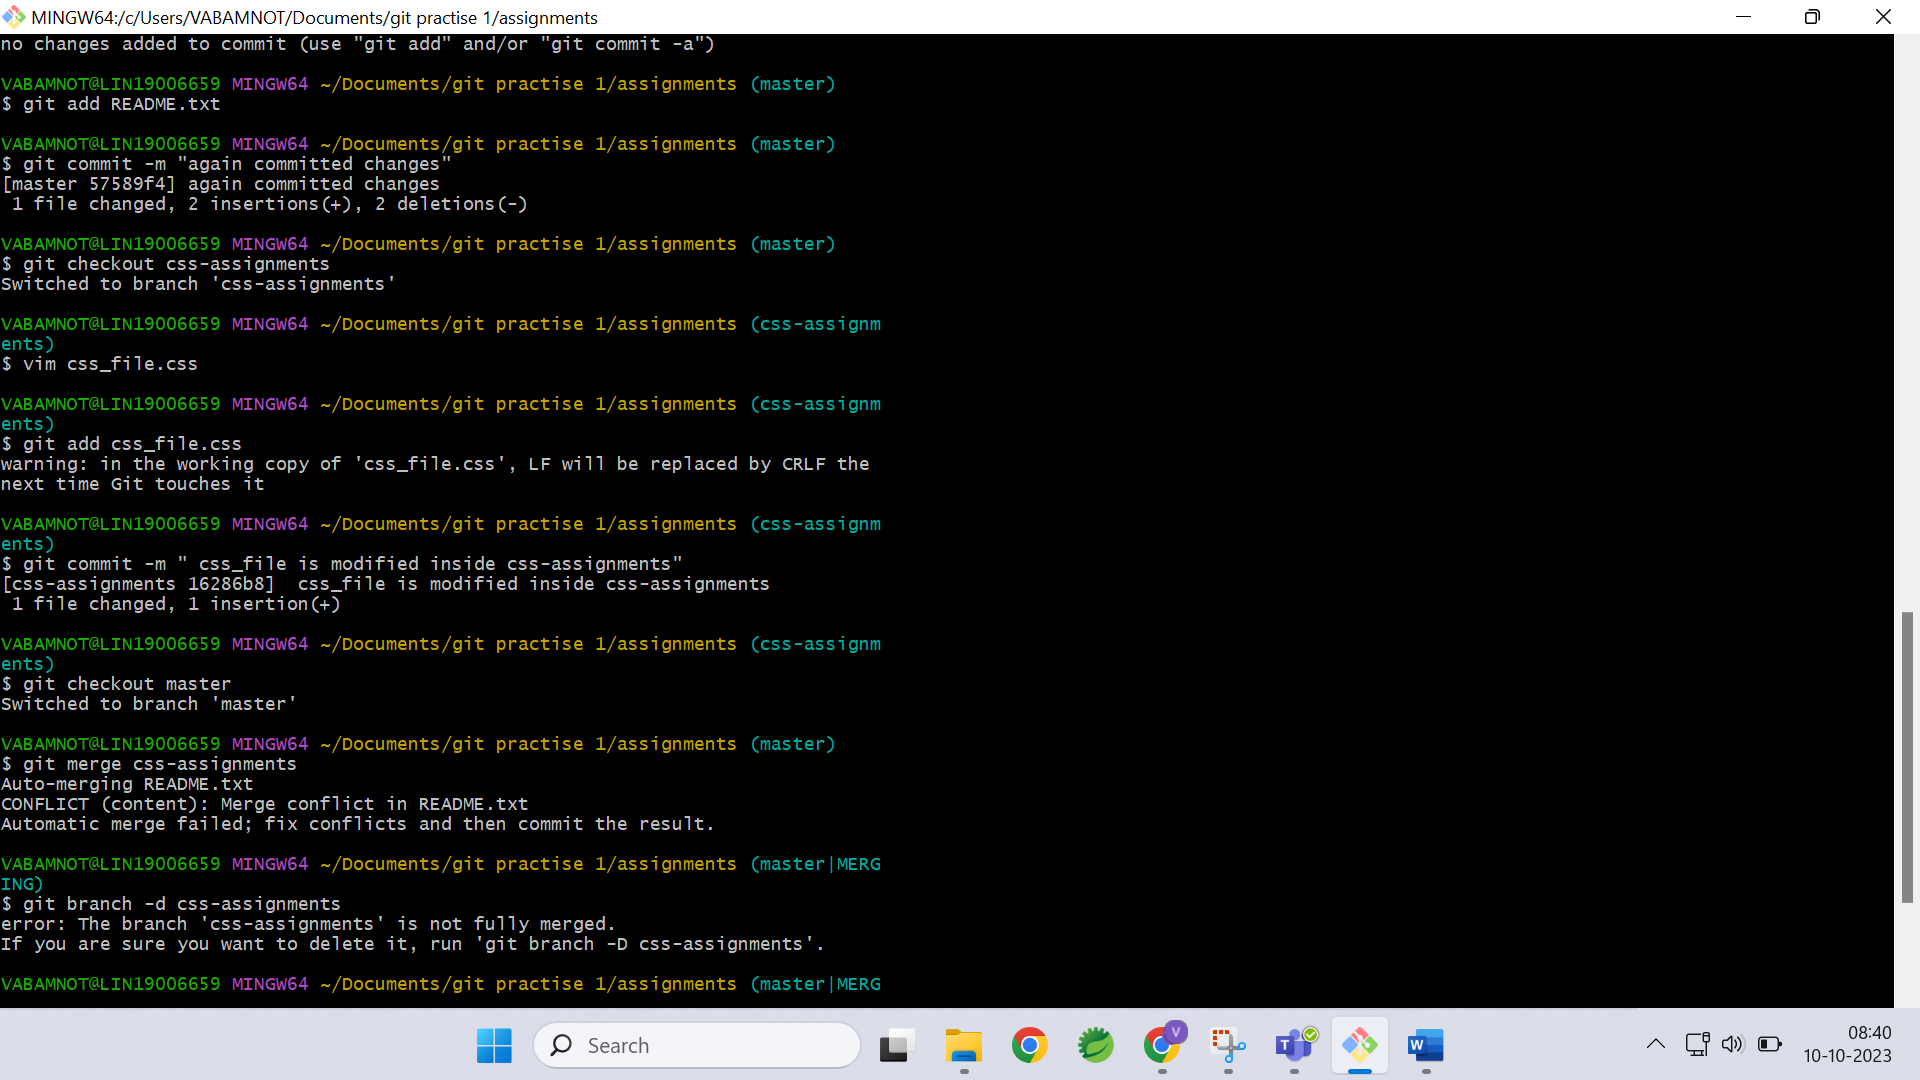 MINGW64:/c/Users/VABAMNOT/Documents/git practise 1/assignments
no changes added to commit (use "git add" and/or "git commit -a")
VABAMNOT@LIN19006659 MINGW64 ~/Documents/git practise 1/assignments (master)
$ git add README.txt
VABAMNOT@LIN19006659 MINGW64 ~/Documents/git practise 1/assignments (master)
$ git commit -m "again committed changes"
[master 57589f4] again committed changes
1 file changed, 2 insertions(+), 2 deletions(-)
VABAMNOT@LIN19006659 MINGW64 ~/Documents/git practise 1/assignments (master)
$ git checkout css-assignments
Switched to branch 'css-assignments'
VABAMNOT@LIN19006659 MINGW64 ~/Documents/git practise 1/assignments (css-assignm
ents)
$ vim css_file.css
VABAMNOT@LIN19006659 MINGW64 ~/Documents/git practise 1/assignments (css-assignm
ents)
$ git add css_file.css
warning: in the working copy of 'css_file.css', LF will be replaced by CRLF the
next time Git touches it
VABAMNOT@LIN19006659 MINGW64 ~/Documents/git practise 1/assignments (css-assignm
ents)
$ git commit -m " css_file is modified inside css-assignments"
[css-assignments 16286b8]  css_file is modified inside css-assignments
1 file changed, 1 insertion(+)
VABAMNOT@LIN19006659 MINGW64 ~/Documents/git practise 1/assignments (css-assignm
ents)
$ git checkout master
Switched to branch 'master'
VABAMNOT@LIN19006659 MINGW64 ~/Documents/git practise 1/assignments (master)
$ git merge css-assignments
Auto-merging README.txt
CONFLICT (content): Merge conflict in README.txt
Automatic merge failed; fix conflicts and then commit the result.
VABAMNOT@LIN19006659 MINGW64 ~/Documents/git practise 1/assignments (master|MERG
ING)
$ git branch -d css-assignments
error: The branch 'css-assignments' is not fully merged.
If you are sure you want to delete it, run 'git branch -D css-assignments'.
VABAMNOT@LIN19006659 MINGW64 ~/Documents/git practise 1/assignments (master|MERG
Search
V
T
W
08:40
10-10-2023